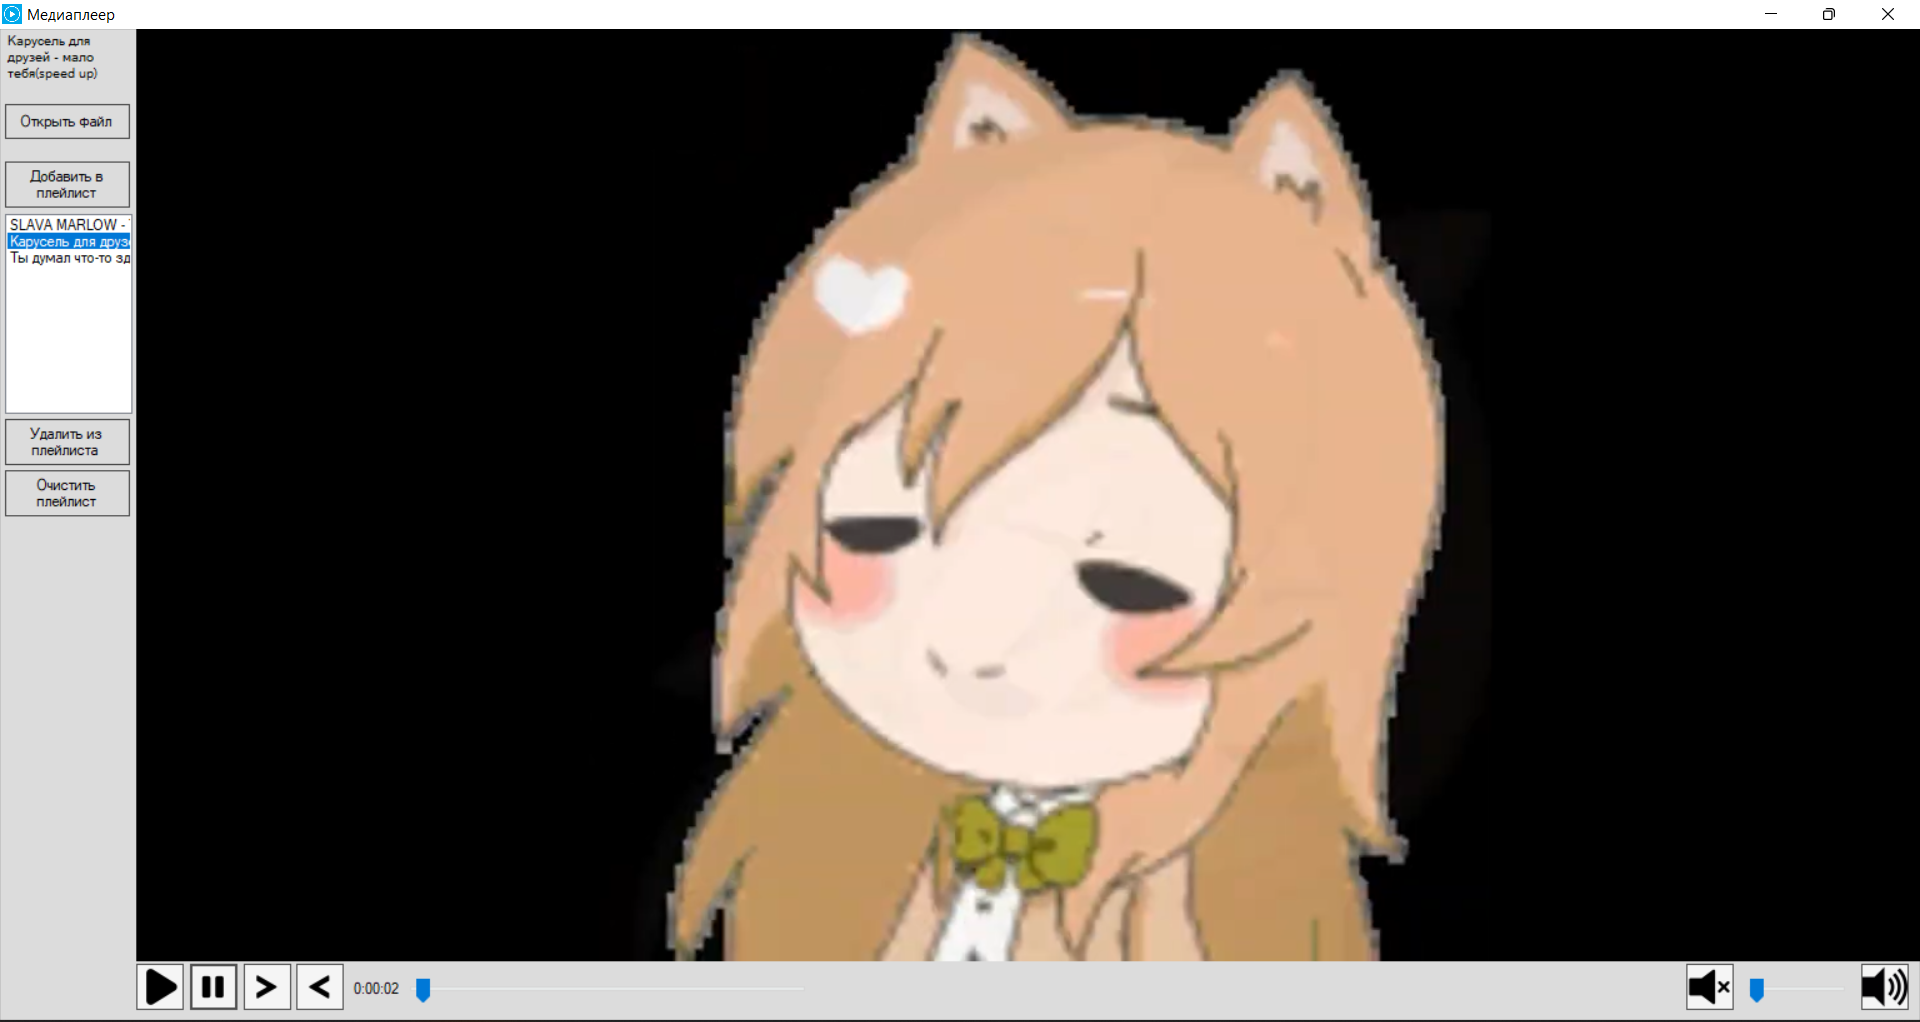 Медиаплеер
Карусель для
друзей - мало
тебя(speed up)
Открыть файл
Добавить в
плейлист
SLAVA MARLOW -
Карусель для друзе
Ты думал что-то зд
Удалить из
плейлиста
Очистить
плейлист
0:00:02